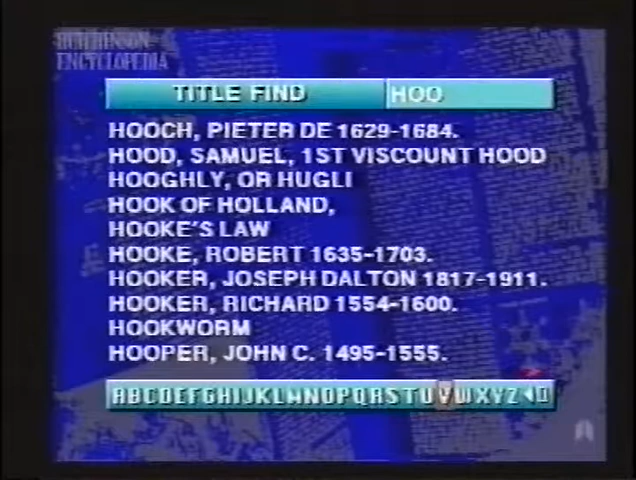 HUTCHINSON
ENCYCLOPEDIA
TITLE FIND
HOO
HOOCH, PIETER DE 1629-1684.
HOOD, SAMUEL, 1ST VISCOUNT HOOD
HOOGHLY, OR HUGLI
HOOK OF HOLLAND,
HOOKE'S LAW
HOOKE, ROBERT 1635-1703.
HOOKER, JOSEPH DALTON 1817-1911.
HOOKER, RICHARD 1554-1600.
HOOKWORM
HOOPER, JOHN C. 1495-1555.
ABCDEFGHIJKLMNOPQRSTUVWXYZ